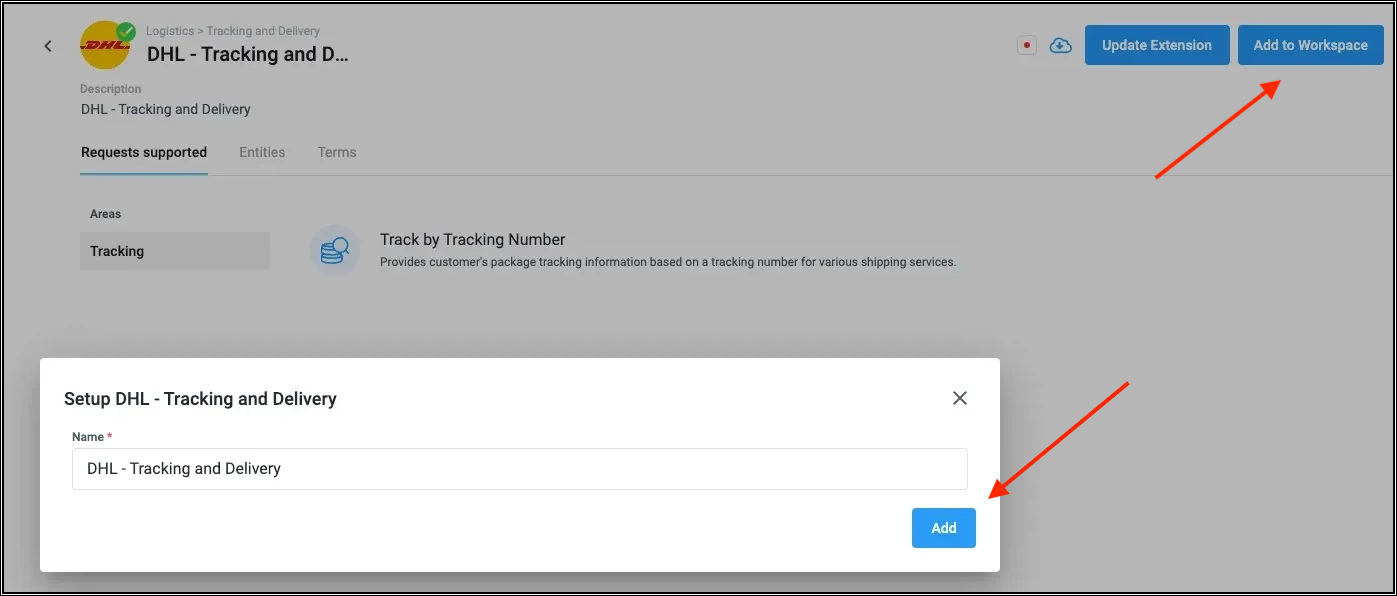 Logistics > Tracking and Delivery
DHL
DHL - Tracking and D...
Update Extension
Add to Workspace
Description
DHL - Tracking and Delivery
Requests supported
Entities
Terms
Areas
Tracking
Track by Tracking Number
Provides customer's package tracking information based on a tracking number for various shipping services.
Setup DHL - Tracking and Delivery
Name *
DHL - Tracking and Delivery
Add